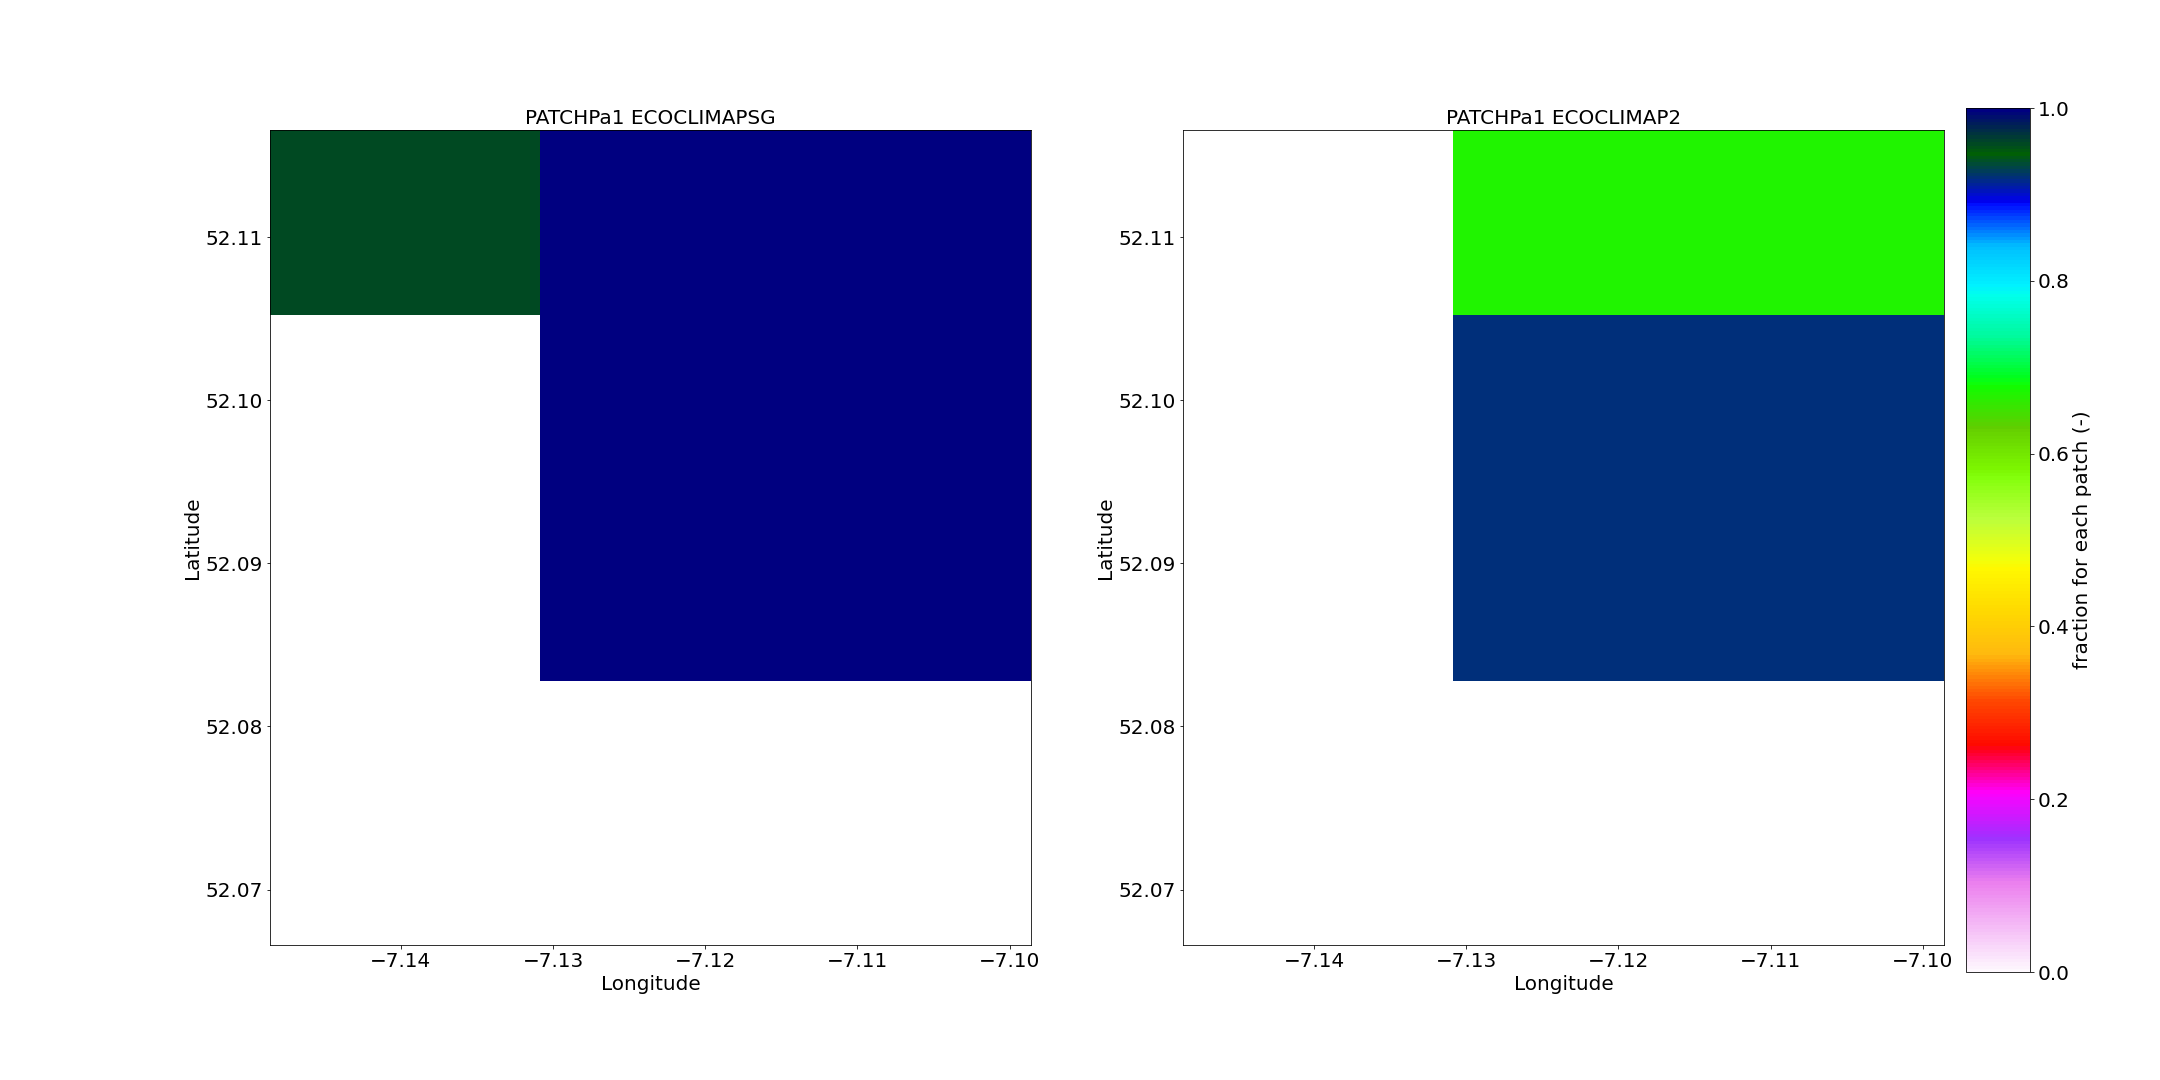 PATCHPa1 ECOCLIMAPSG
Latitude
52.11
52.10
52.09
52.08
52.07
−7.14 −7.13 −7.12 −7.11 −7.10
Longitude
PATCHPa1 ECOCLIMAP2
Latitude
52.11
52.10
52.09
52.08
52.07
−7.14 −7.13 −7.12 −7.11 −7.10
Longitude
1.0
0.8
0.6
0.4
0.2
0.0
fraction for each patch (-)